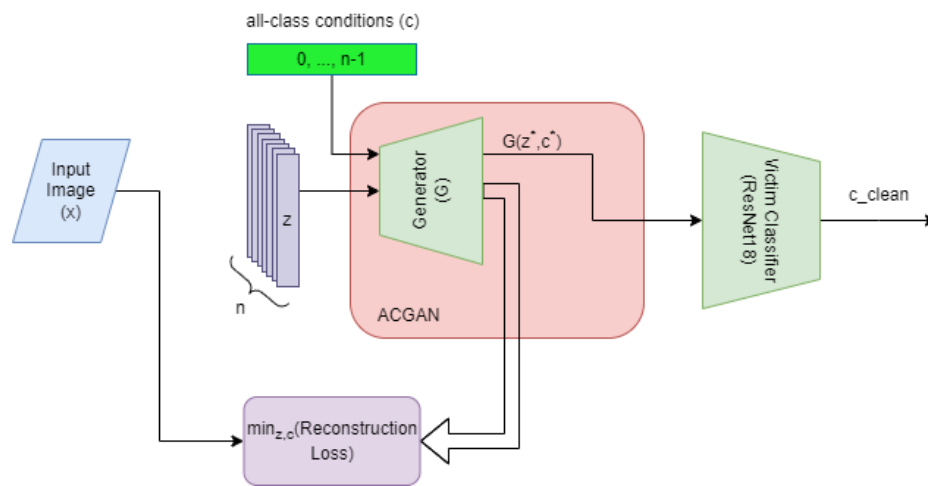 all-class conditions (c)
0, ..., n-1
Input
Image
(x)
z
n
Generator
(G)
G(z*,c*)
ACGAN
Victim Classifier
(ResNet18)
c_clean
min_z,c(Reconstruction
Loss)